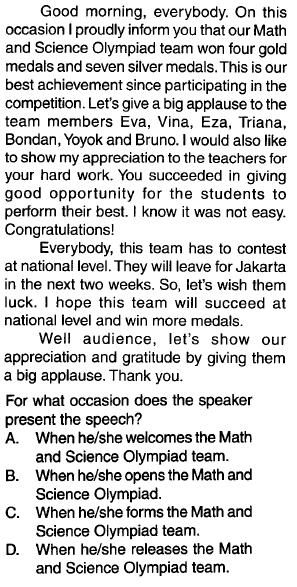 Good morning, everybody. On this
occasion I proudly inform you that our Math
and Science Olympiad team won four gold
medals and seven silver medals. This is our
best achievement since participating in the
competition. Let's give a big applause to the
team members Eva, Vina, Eza, Triana,
Bondan, Yoyok and Bruno. I would also like
to show my appreciation to the teachers for
your hard work. You succeeded in giving
good opportunity for the students to
perform their best. I know it was not easy.
Congratulations!
Everybody, this team has to contest
at national level. They will leave for Jakarta
in the next two weeks. So, let's wish them
luck. I hope this team will succeed at
national level and win more medals.
Well audience, let's show our
appreciation and gratitude by giving them
a big applause. Thank you.
For what occasion does the speaker
present the speech?
A. When he/she welcomes the Math
and Science Olympiad team.
B. When he/she opens the Math and
Science Olympiad.
C. When he/she forms the Math and
Science Olympiad team.
D. When he/she releases the Math
and Science Olympiad team.